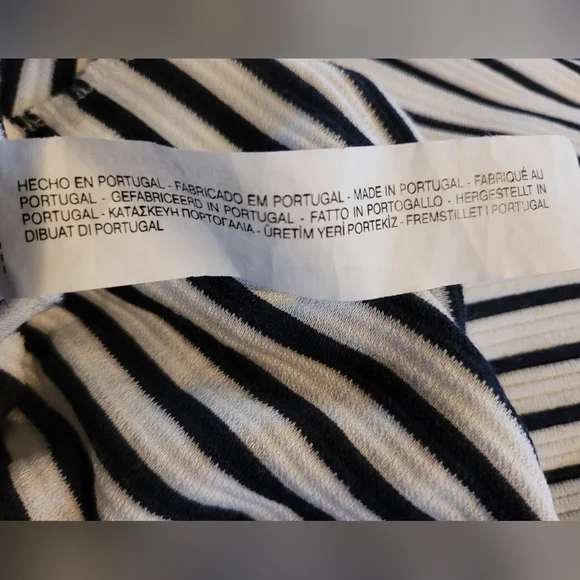 HECHO EN PORTUGAL - FABRICADO EM PORTUGAL - MADE IN PORTUGAL - FABRIQUÉ AU
PORTUGAL - GEFABRICEERD IN PORTUGAL - FATTO IN PORTOGALLO - HERGESTELLT IN
PORTUGAL - ΚΑΤΑΣΚΕΥΗ ΠΟΡΤΟΓΑΛΙΑ - ÜRETİM YERİ PORTEKİZ - FREMSTILLET I PORTUGAL
DIBUAT DI PORTUGAL